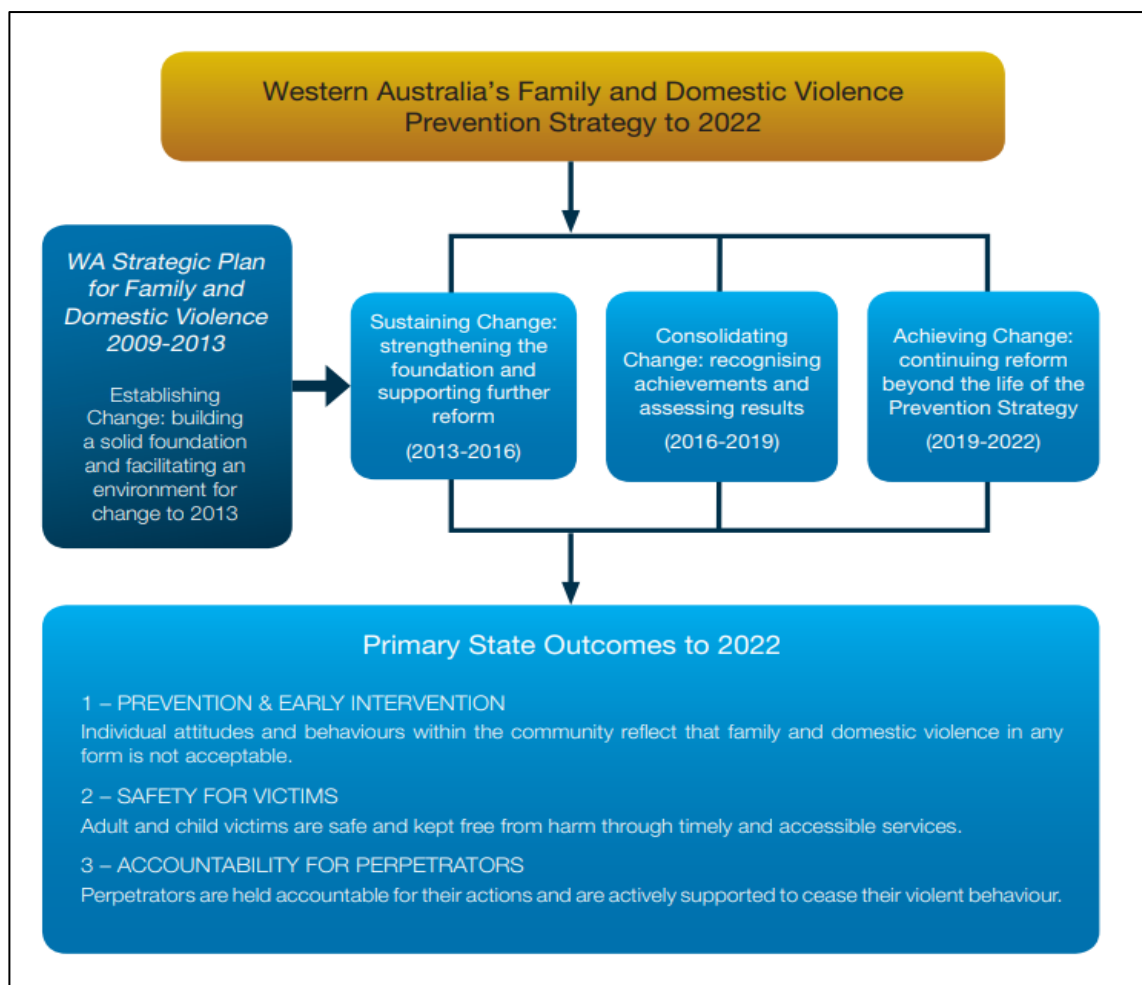 Western Australia's Family and Domestic Violence
Prevention Strategy to 2022
WA Strategic Plan
for Family and
Domestic Violence
2009-2013
Establishing
Change: building
a solid foundation
and facilitating an
environment for
change to 2013
Sustaining Change:
strengthening the
foundation and
supporting further
reform
(2013-2016)
Consolidating
Change: recognising
achievements and
assessing results
(2016-2019)
Achieving Change:
continuing reform
beyond the life of the
Prevention Strategy
(2019-2022)
Primary State Outcomes to 2022
1 – PREVENTION & EARLY INTERVENTION
Individual attitudes and behaviours within the community reflect that family and domestic violence in any
form is not acceptable.
2 – SAFETY FOR VICTIMS
Adult and child victims are safe and kept free from harm through timely and accessible services.
3 – ACCOUNTABILITY FOR PERPETRATORS
Perpetrators are held accountable for their actions and are actively supported to cease their violent behaviour.